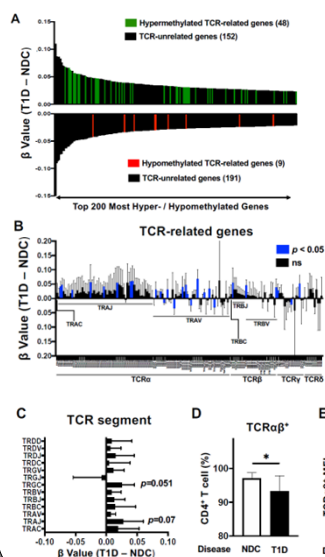 A
Hypermethylated TCR-related genes (48)
TCR-unrelated genes (152)
β Value (T1D – NDC)
0.15
0.10
0.05
0.00
0.00
-0.05
-0.10
-0.15
Hypomethylated TCR-related genes (9)
TCR-unrelated genes (191)
Top 200 Most Hyper- / Hypomethylated Genes
B
TCR-related genes
β Value (T1D – NDC)
0.20
0.15
0.10
0.05
0.00
0.05
0.10
0.15
0.20
p < 0.05
ns
TRAJ
TRAC
TRAV
TRBJ
TRBV
TRBC
TCRα
TCRβ
TCRγ
TCRδ
C
TCR segment
TRDD
TRDV
TRDJ
TRDC
TRGV
TRGJ
TRGC
TRBV
TRBJ
TRBC
TRAV
TRAJ
TRAC
p=0.051
p=0.07
-0.10
-0.05
0.00
0.05
0.10
β Value (T1D – NDC)
D
TCRαβ⁺
CD4⁺ T cell (%)
100
90
80
*
Disease NDC T1D
E